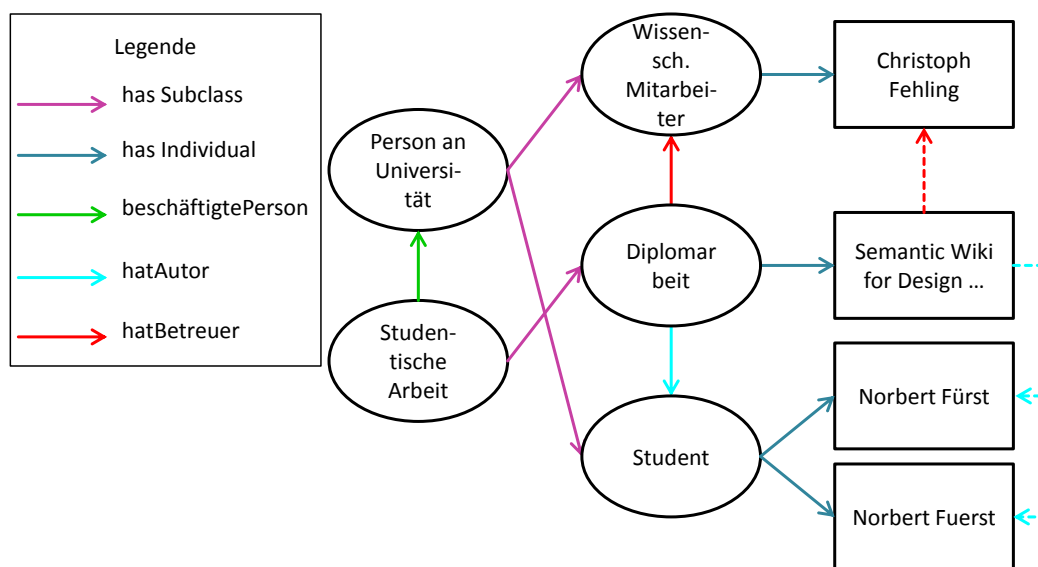 Legende
has Subclass
has Individual
beschäftigtePerson
hatAutor
hatBetreuer
Person an
Universi-
tät
Studen-
tische
Arbeit
Wissen-
sch.
Mitarbei-
ter
Diplomar
beit
Student
Christoph
Fehling
Semantic Wiki
for Design ...
Norbert Fürst
Norbert Fuerst